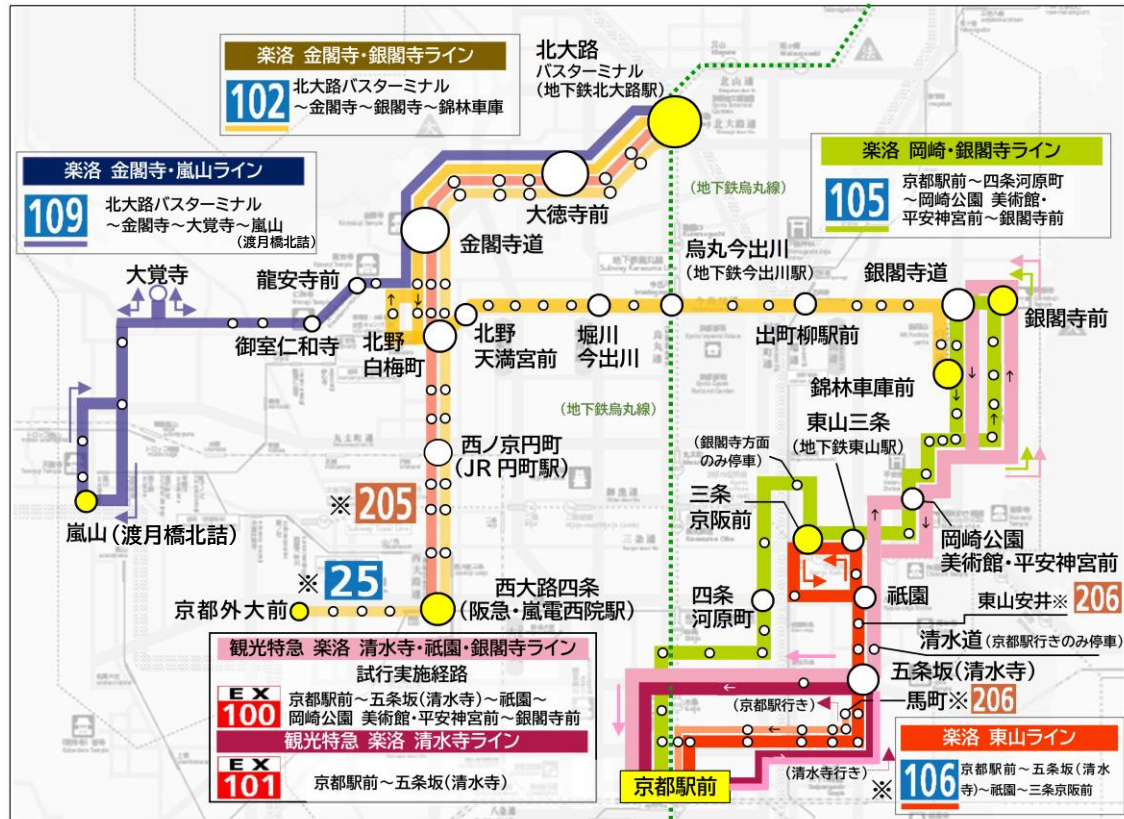 楽洛 金閣寺・銀閣寺ライン
102
北大路バスターミナル
～金閣寺～銀閣寺～錦林車庫
北大路
バスターミナル
(地下鉄北大路駅)
楽洛 金閣寺・嵐山ライン
109
北大路バスターミナル
～金閣寺～大覚寺～嵐山
(渡月橋北詰)
楽洛 岡崎・銀閣寺ライン
105
京都駅前～四条河原町
～岡崎公園 美術館・
平安神宮前～銀閣寺前
(地下鉄烏丸線)
大徳寺前
金閣寺道
烏丸今出川
(地下鉄今出川駅)
銀閣寺道
銀閣寺前
大覚寺
龍安寺前
御室仁和寺
北野
白梅町
北野
天満宮前
堀川
今出川
出町柳駅前
錦林車庫前
(地下鉄烏丸線)
東山三条
(地下鉄東山駅)
(銀閣寺方面
のみ停車)
西ノ京円町
(JR 円町駅)
三条
京阪前
※ 205
嵐山 (渡月橋北詰)
岡崎公園
美術館・平安神宮前
※ 25
京都外大前
西大路四条
(阪急・嵐電西院駅)
四条
河原町
祇園
東山安井※ 206
清水道 (京都駅行きのみ停車)
五条坂(清水寺)
馬町※ 206
観光特急 楽洛 清水寺・祇園・銀閣寺ライン
試行実施経路
EX
100
京都駅前～五条坂(清水寺)～祇園～
岡崎公園 美術館・平安神宮前～銀閣寺前
観光特急 楽洛 清水寺ライン
EX
101
京都駅前～五条坂(清水寺)
(京都駅行き)
(清水寺行き)
京都駅前
楽洛 東山ライン
※ 106
京都駅前～五条坂(清水
寺)～祇園～三条京阪前